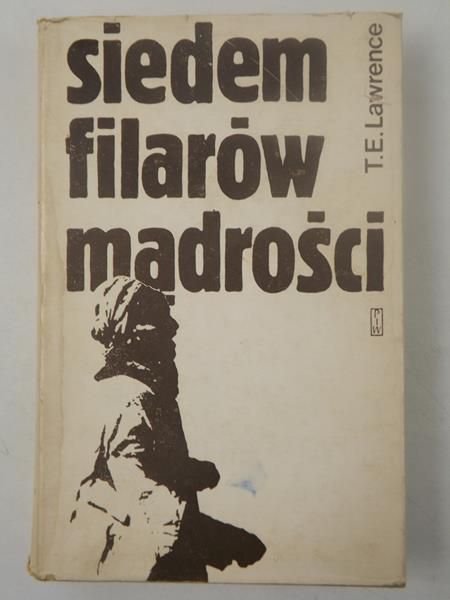 siedem
filarów
mądrości
T.E. Lawrence
PIW